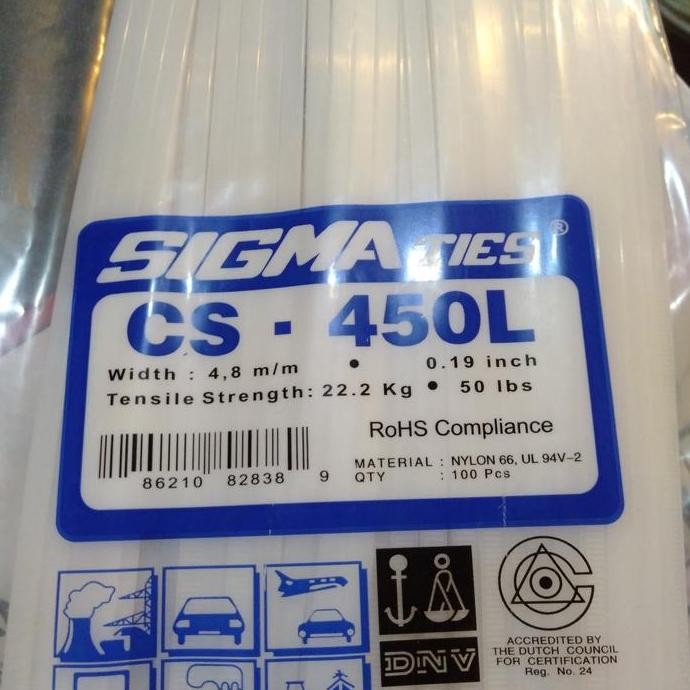 SIGMA TIES®
CS - 450L
Width : 4,8 m/m • 0.19 inch
Tensile Strength: 22.2 Kg • 50 lbs
RoHS Compliance
MATERIAL : NYLON 66, UL 94V-2
QTY : 100 Pcs
86210 82838 9
DNV
ACCREDITED BY
THE DUTCH COUNCIL
FOR CERTIFICATION
Reg. No. 24